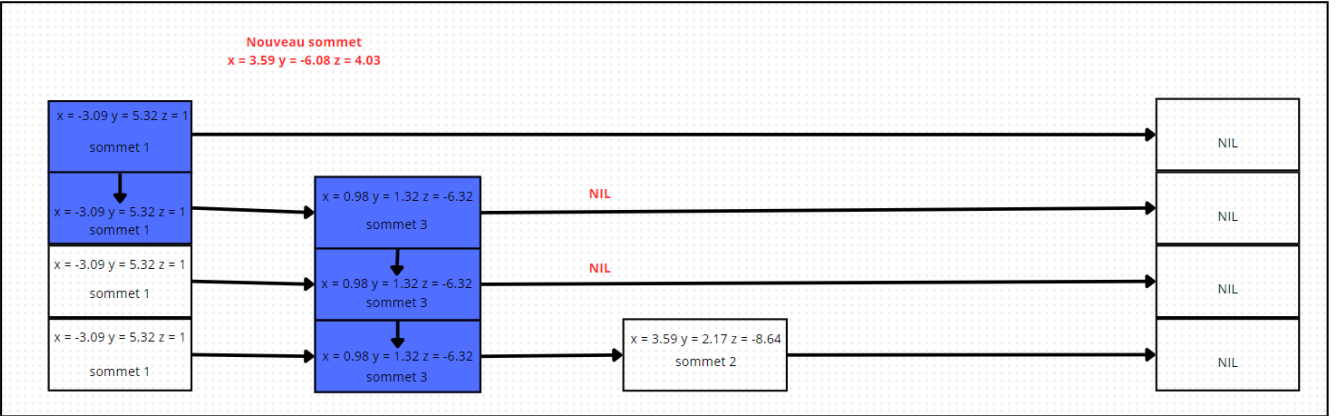 Nouveau sommet
x = 3.59 y = -6.08 z = 4.03
x = -3.09 y = 5.32 z = 1
sommet 1
NIL
x = -3.09 y = 5.32 z = 1
sommet 1
x = 0.98 y = 1.32 z = -6.32
sommet 3
NIL
NIL
x = -3.09 y = 5.32 z = 1
sommet 1
x = 0.98 y = 1.32 z = -6.32
sommet 3
NIL
NIL
x = -3.09 y = 5.32 z = 1
sommet 1
x = 0.98 y = 1.32 z = -6.32
sommet 3
x = 3.59 y = 2.17 z = -8.64
sommet 2
NIL